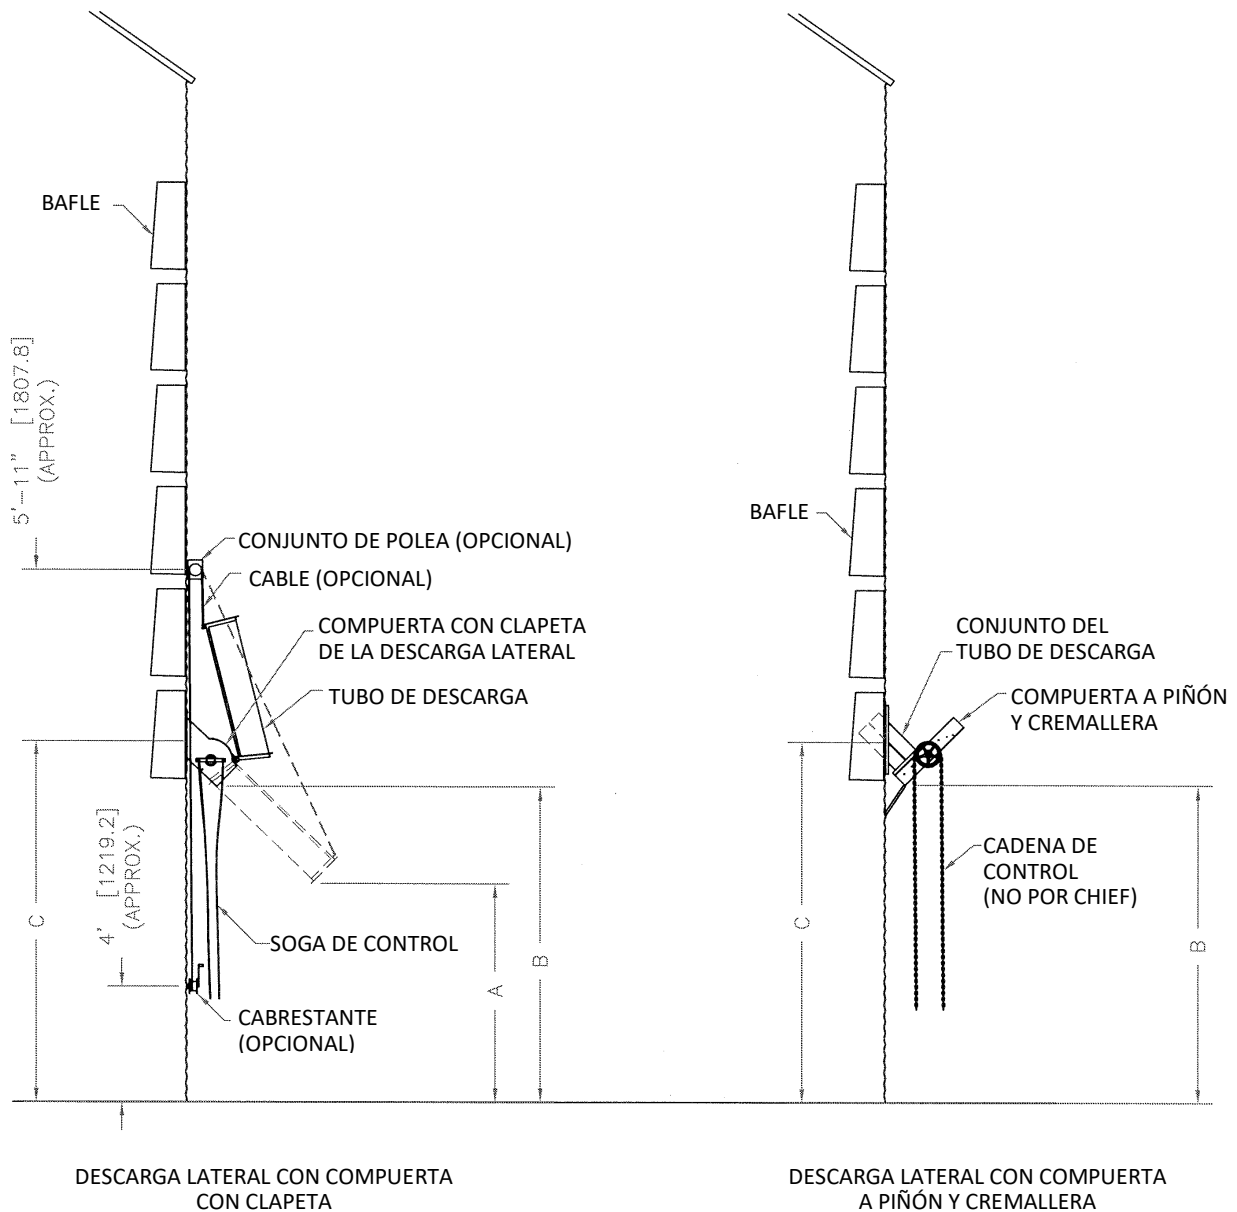 BAFLE
5'-11" [1807.8]
(APPROX.)
CONJUNTO DE POLEA (OPCIONAL)
CABLE (OPCIONAL)
COMPUERTA CON CLAPETA
DE LA DESCARGA LATERAL
TUBO DE DESCARGA
C
4' [1219.2]
(APPROX.)
SOGA DE CONTROL
CABRESTANTE
(OPCIONAL)
A
B
DESCARGA LATERAL CON COMPUERTA
CON CLAPETA
BAFLE
CONJUNTO DEL
TUBO DE DESCARGA
COMPUERTA A PIÑÓN
Y CREMALLERA
CADENA DE
CONTROL
(NO POR CHIEF)
C
B
DESCARGA LATERAL CON COMPUERTA
A PIÑÓN Y CREMALLERA